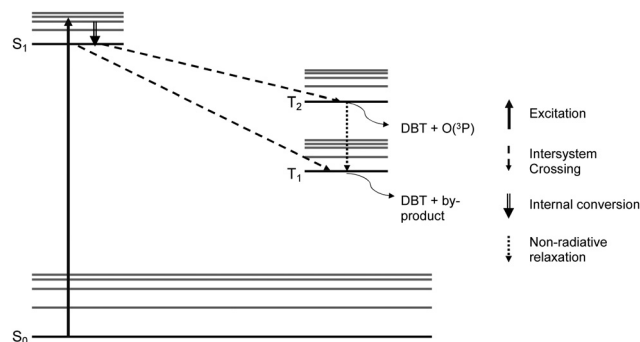 S₁
T₂
DBT + O(³P)
T₁
DBT + by-
product
S₀
Excitation
Intersystem
Crossing
Internal conversion
Non-radiative
relaxation